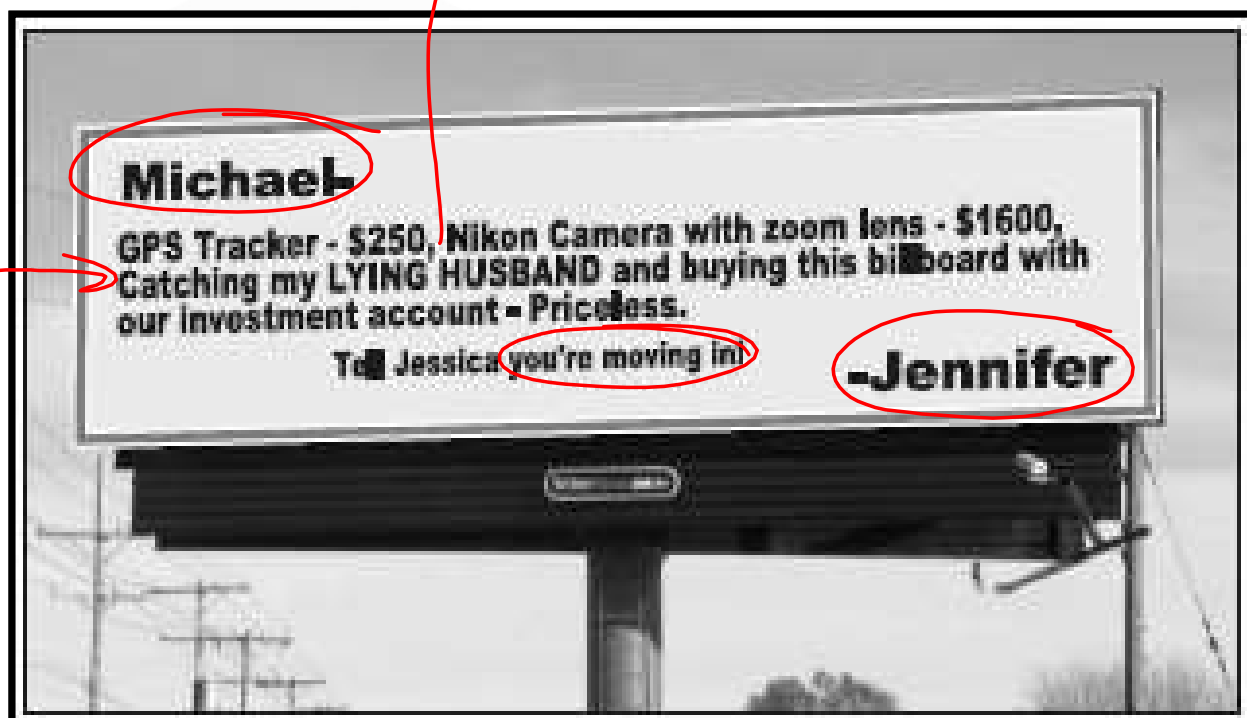 Michael-
GPS Tracker - $250, Nikon Camera with zoom lens - $1600,
Catching my LYING HUSBAND and buying this billboard with
our investment account - Priceless.
Tell Jessica you're moving in!
-Jennifer